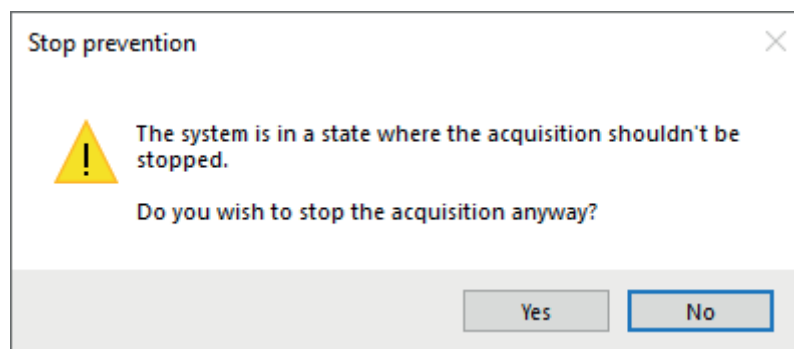 Stop prevention
The system is in a state where the acquisition shouldn't be
stopped.
Do you wish to stop the acquisition anyway?
Yes
No